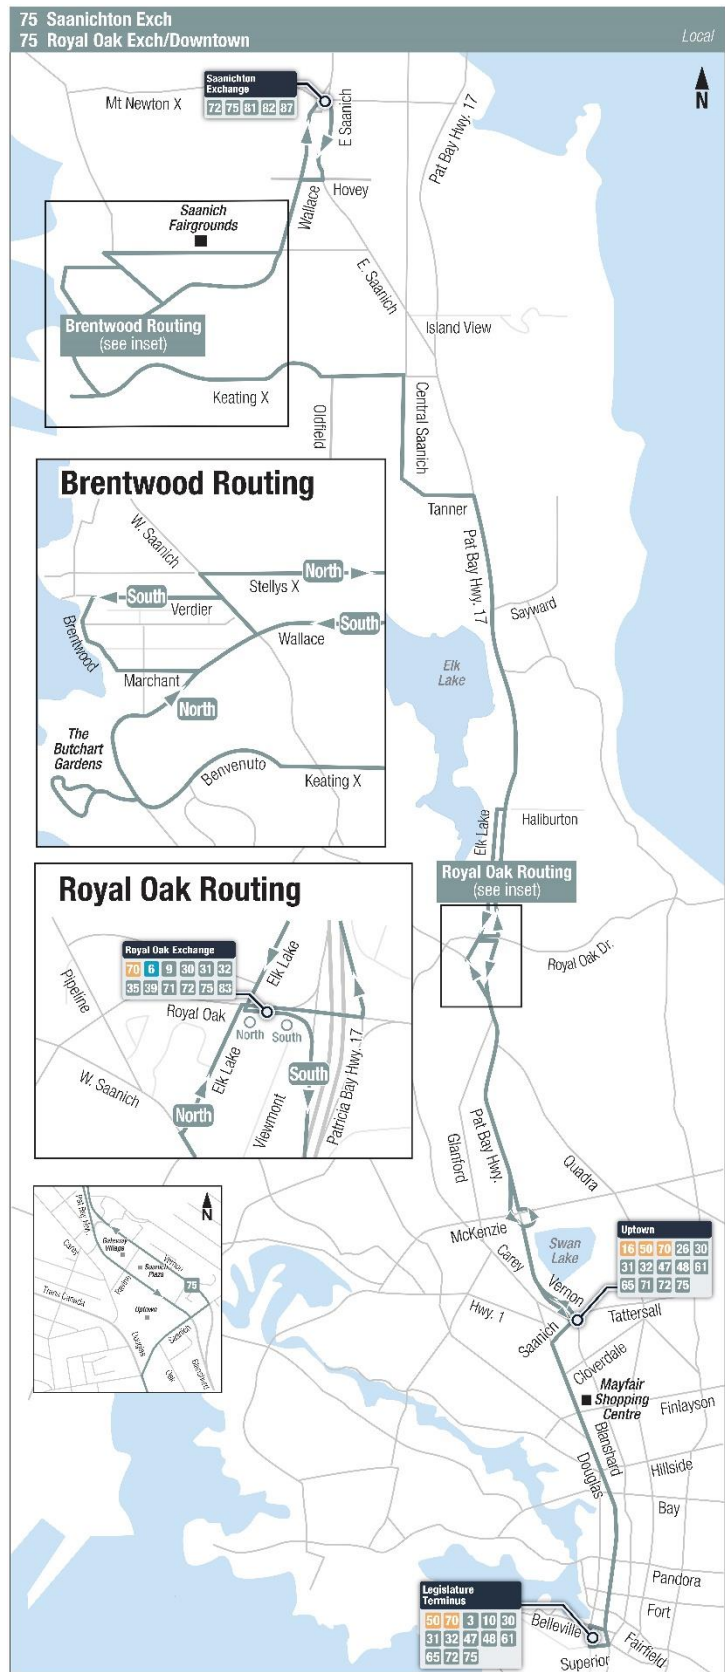 75 Saanichton Exch
75 Royal Oak Exch/Downtown
Local
Saanichton
Exchange
72 75 81 82 87
N
Mt Newton X
E Saanich
Pat Bay Hwy. 17
Wallace
Hovey
Saanich
Fairgrounds
E. Saanich
Island View
Brentwood Routing
(see inset)
Keating X
Oldfield
Central Saanich
Tanner
Pat Bay Hwy. 17
Sayward
Elk
Lake
Brentwood Routing
W. Saanich
North
Stellys X
South
Verdier
Wallace
South
Brentwood
Marchant
North
The
Butchart
Gardens
Benvenuto
Keating X
Elk Lake
Haliburton
Royal Oak Routing
(see inset)
Royal Oak Dr.
Royal Oak Routing
Royal Oak Exchange
70 6 9 30 31 32
35 39 71 72 75 83
Pipeline
Elk Lake
Royal Oak
North
South
W. Saanich
Elk Lake
North
Viewmont
South
Patricia Bay Hwy. 17
Pat Bay Hwy.
Glanford
Quadra
McKenzie
Carey
Swan
Lake
Vernon
Uptown
16 50 70 26 30
31 32 47 48 61
65 71 72 75
Hwy. 1
Saanich
Tattersall
Cloverdale
Mayfair
Shopping
Centre
Finlayson
Blanshard
Douglas
Hillside
Bay
Pandora
Fort
Fairfield
Belleville
Superior
Legislature
Terminus
50 70 3 10 30
31 32 47 48 61
65 72 75
N
Pat Bay Hwy.
Carey
Gateway
Village
Saanich
Plaza
Vernon
Ravine
75
Trans Canada
Uptown
Douglas
Saanich
Oak
Blanshard